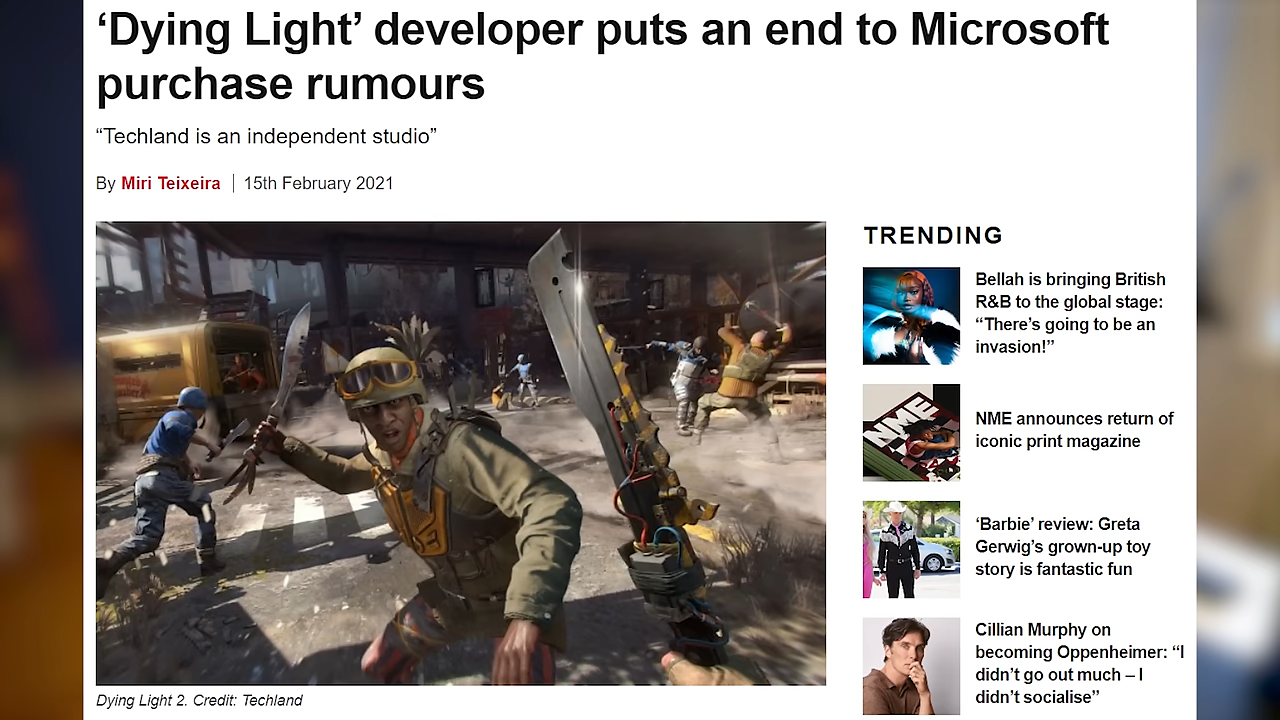 ‘Dying Light’ developer puts an end to Microsoft
purchase rumours
“Techland is an independent studio”
By Miri Teixeira | 15th February 2021
Dying Light 2. Credit: Techland
TRENDING
Bellah is bringing British
R&B to the global stage:
“There’s going to be an
invasion!”
NME
NME announces return of
iconic print magazine
‘Barbie’ review: Greta
Gerwig’s grown-up toy
story is fantastic fun
Cillian Murphy on
becoming Oppenheimer: “I
didn’t go out much – I
didn’t socialise”